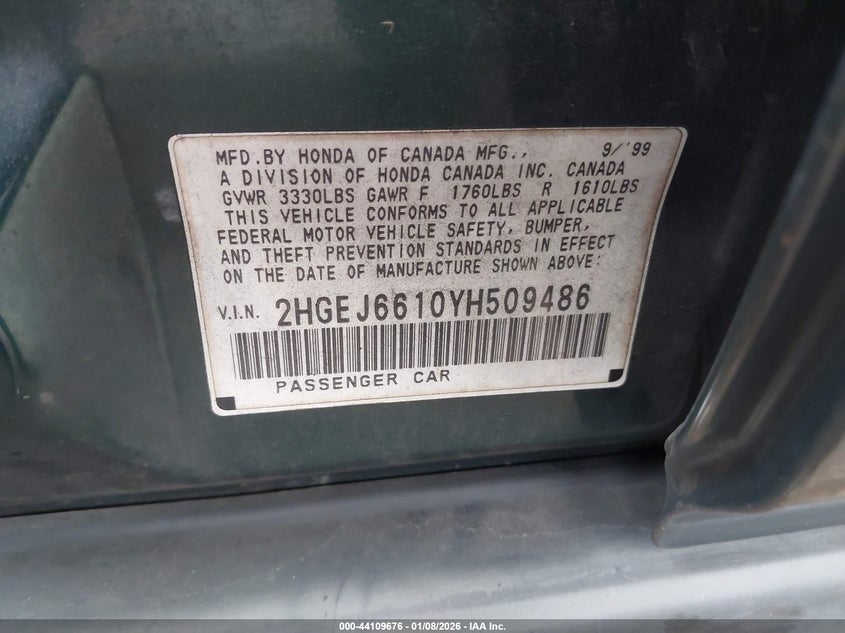 MFD.BY HONDA OF CANADA MFG., 9/'99
A DIVISION OF HONDA CANADA INC. CANADA
GVWR 3330LBS GAWR F 1760LBS R 1610LBS
THIS VEHICLE CONFORMS TO ALL APPLICABLE
FEDERAL MOTOR VEHICLE SAFETY, BUMPER,
AND THEFT PREVENTION STANDARDS IN EFFECT
ON THE DATE OF MANUFACTURE SHOWN ABOVE:
V.I.N. 2HGEJ6610YH509486
PASSENGER CAR
000-44109676 - 01/08/2026 - IAA Inc.